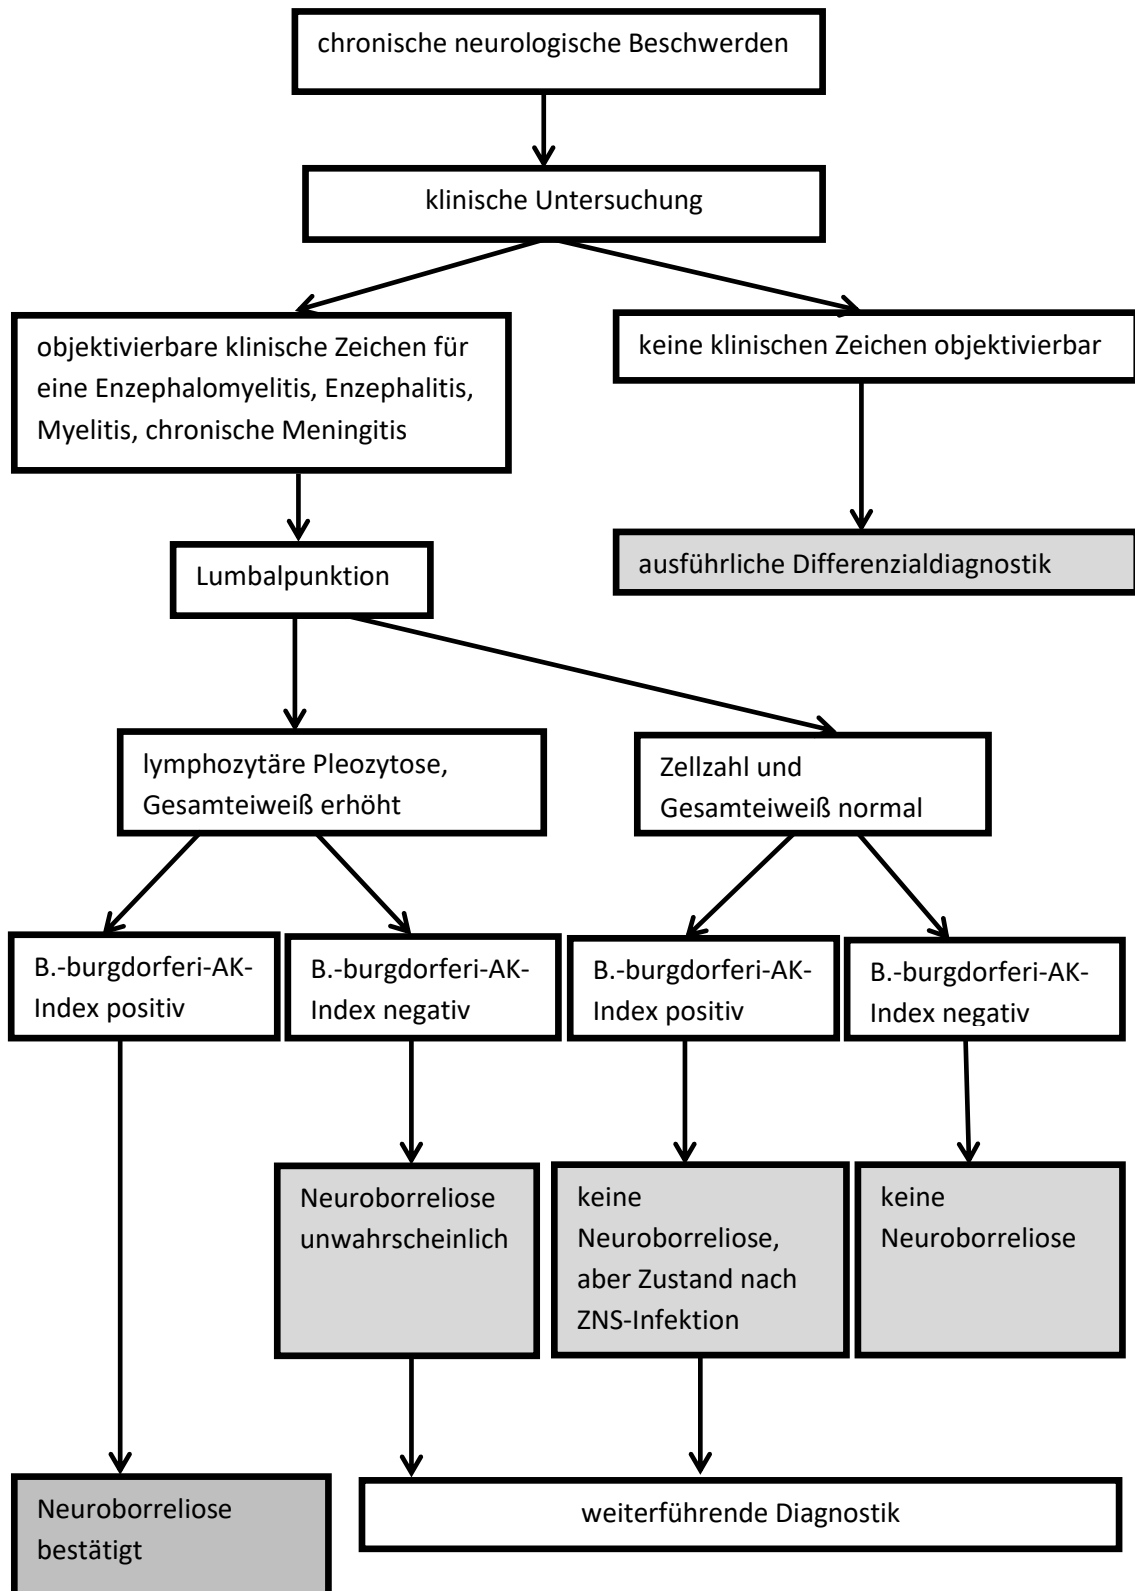 chronische neurologische Beschwerden
klinische Untersuchung
objektivierbare klinische Zeichen für
eine Enzephalomyelitis, Enzephalitis,
Myelitis, chronische Meningitis
keine klinischen Zeichen objektivierbar
ausführliche Differenzialdiagnostik
Lumbalpunktion
lymphozytäre Pleozytose,
Gesamteiweiß erhöht
Zellzahl und
Gesamteiweiß normal
B.-burgdorferi-AK-
Index positiv
B.-burgdorferi-AK-
Index negativ
B.-burgdorferi-AK-
Index positiv
B.-burgdorferi-AK-
Index negativ
Neuroborreliose
unwahrscheinlich
keine
Neuroborreliose,
aber Zustand nach
ZNS-Infektion
keine
Neuroborreliose
Neuroborreliose
bestätigt
weiterführende Diagnostik